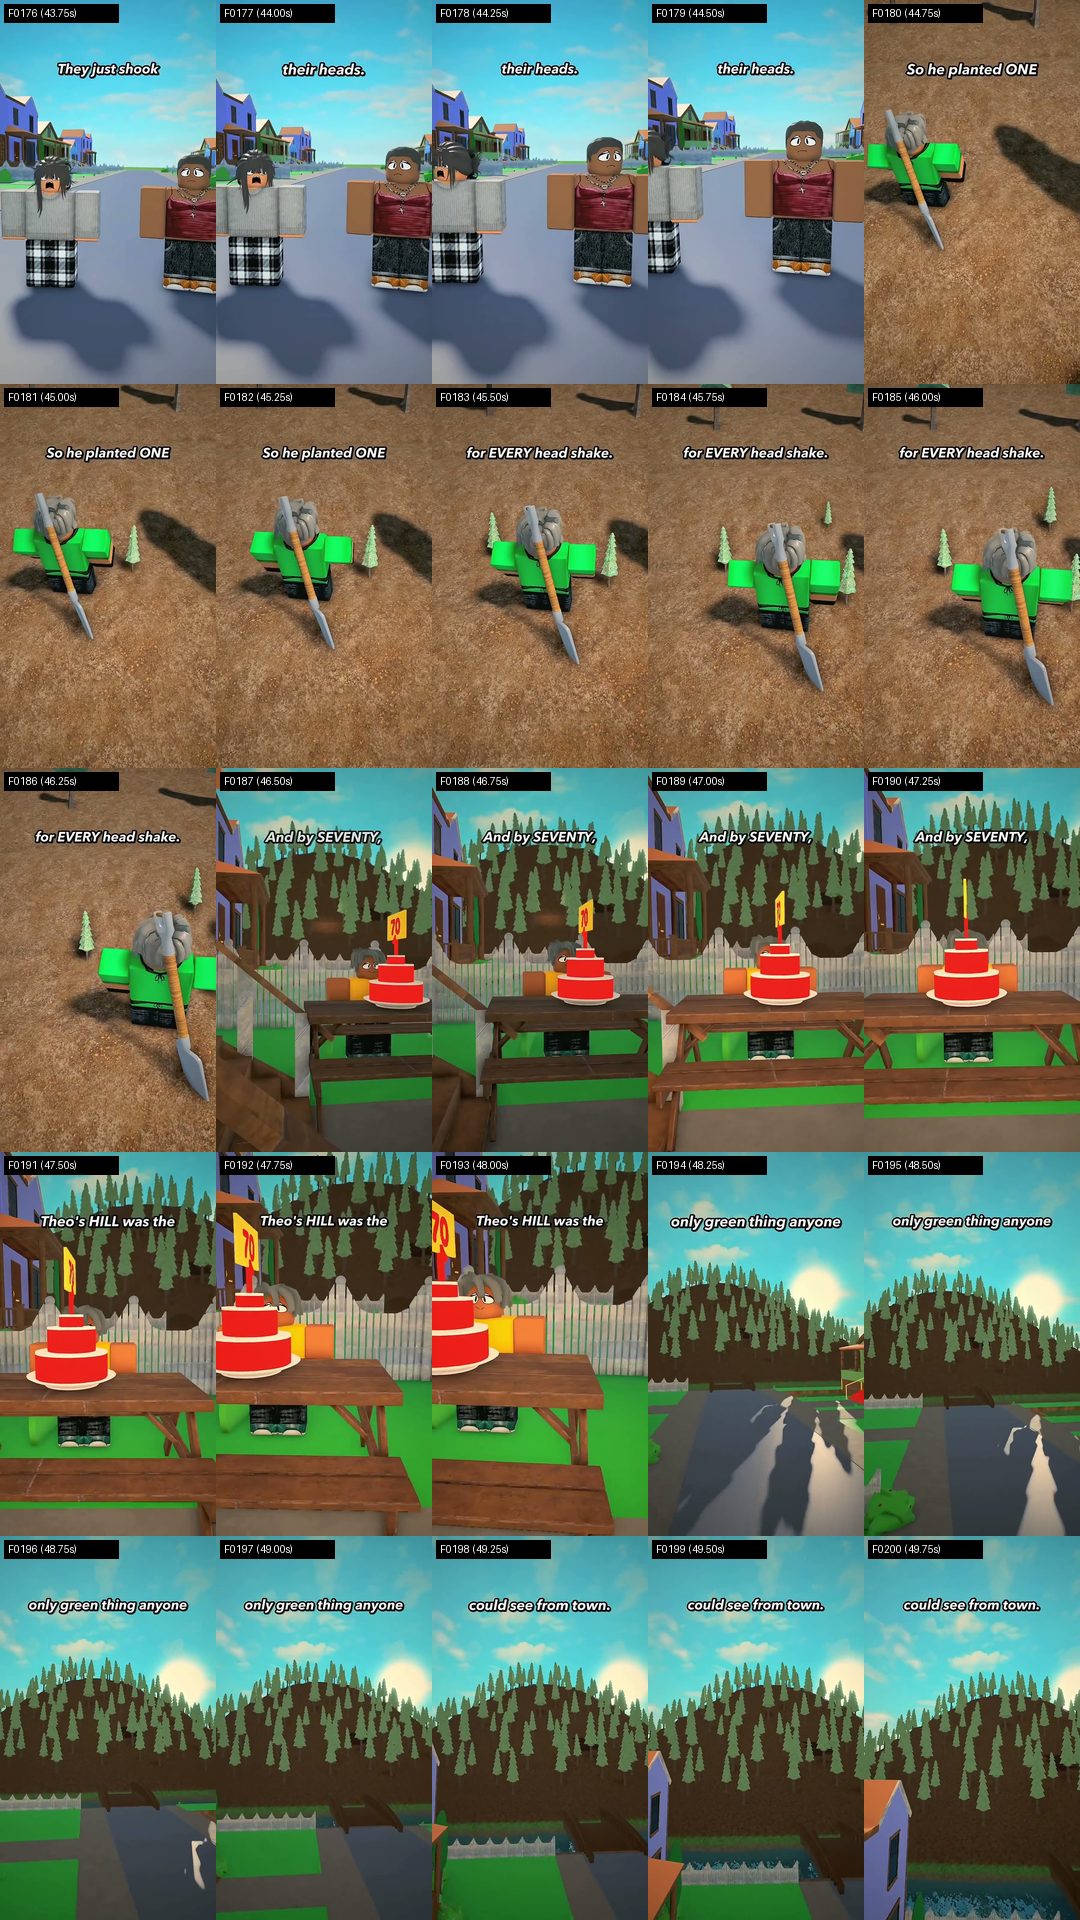 F0176 (43.75s)
They just shook
F0177 (44.00s)
their heads.
F0178 (44.25s)
their heads.
F0179 (44.50s)
their heads.
F0180 (44.75s)
So he planted ONE
F0181 (45.00s)
So he planted ONE
F0182 (45.25s)
So he planted ONE
F0183 (45.50s)
for EVERY head shake.
F0184 (45.75s)
for EVERY head shake.
F0185 (46.00s)
for EVERY head shake.
F0186 (46.25s)
for EVERY head shake.
F0187 (46.50s)
And by SEVENTY,
70
F0188 (46.75s)
And by SEVENTY,
70
F0189 (47.00s)
And by SEVENTY,
F0190 (47.25s)
And by SEVENTY,
F0191 (47.50s)
Theo's HILL was the
F0192 (47.75s)
Theo's HILL was the
70
F0193 (48.00s)
Theo's HILL was the
70
F0194 (48.25s)
only green thing anyone
F0195 (48.50s)
only green thing anyone
F0196 (48.75s)
only green thing anyone
F0197 (49.00s)
only green thing anyone
F0198 (49.25s)
could see from town.
F0199 (49.50s)
could see from town.
F0200 (49.75s)
could see from town.